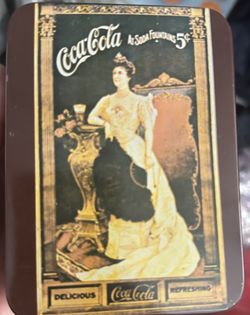 Coca-Cola
At Soda Fountains 5¢
DELICIOUS
Coca-Cola
REFRESHING